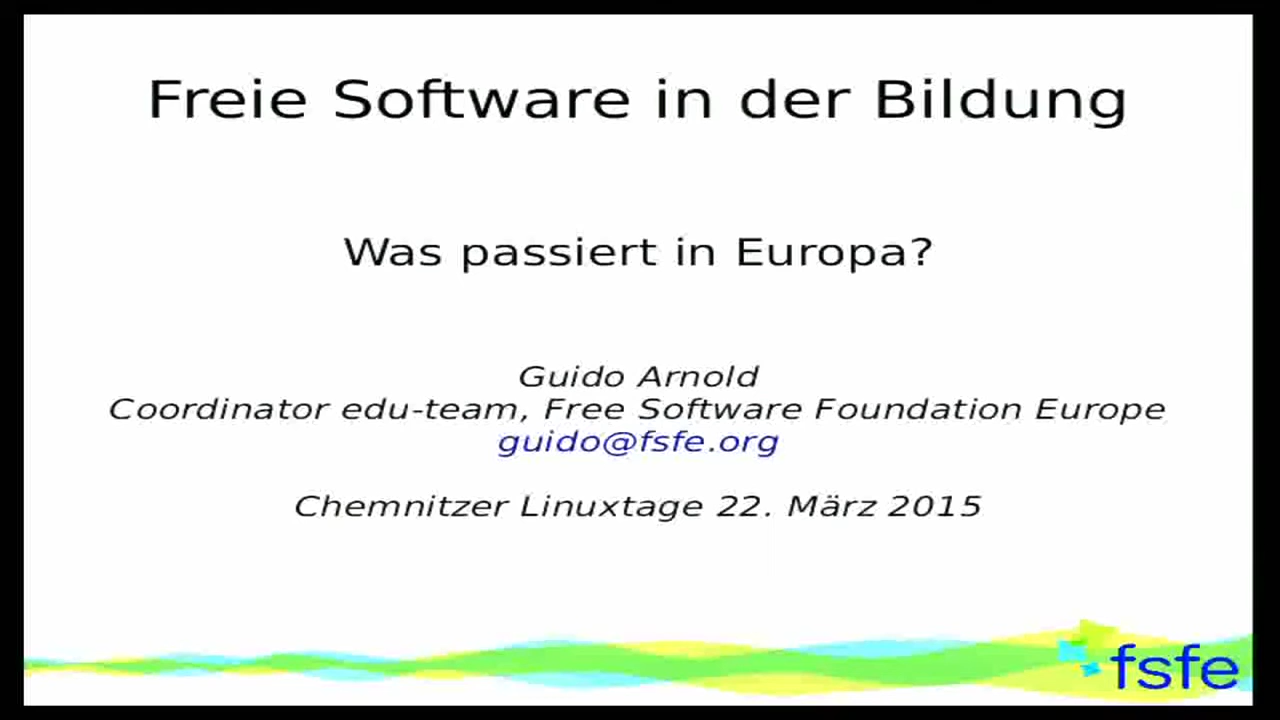 Freie Software in der Bildung
Was passiert in Europa?
Guido Arnold
Coordinator edu-team, Free Software Foundation Europe
guido@fsfe.org
Chemnitzer Linuxtage 22. März 2015
fsfe